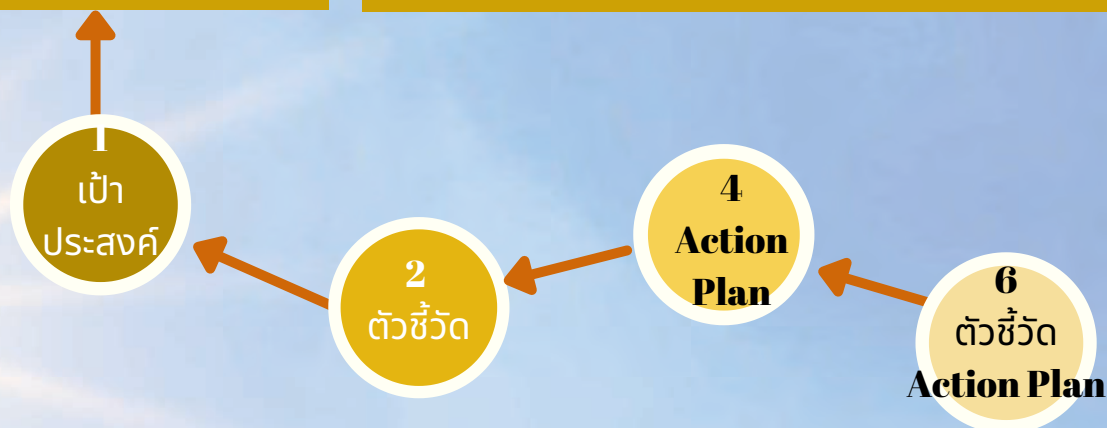 1
เป้า
ประสงค์
2
ตัวชี้วัด
4
Action
Plan
6
ตัวชี้วัด
Action Plan